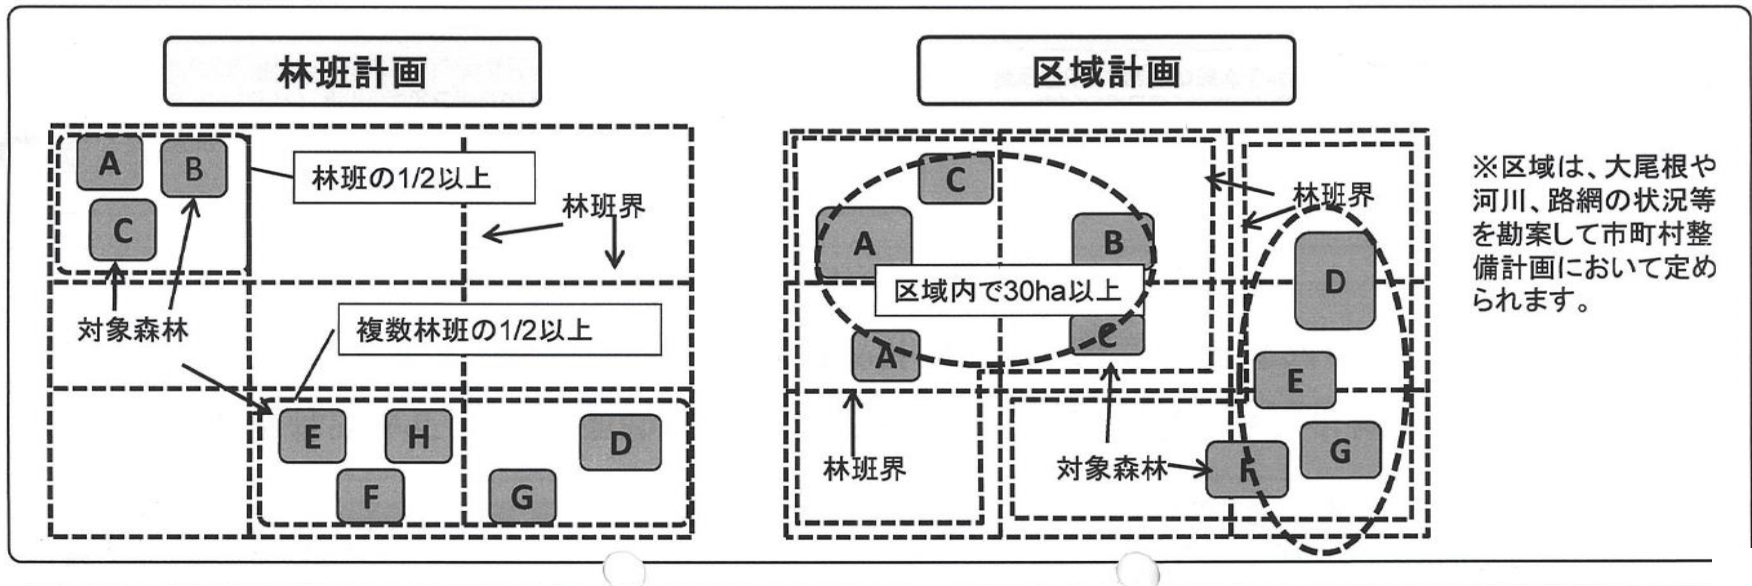 林班計画
A
B
C
林班の1/2以上
林班界
対象森林
複数林班の1/2以上
E
H
D
F
G
区域計画
C
A
B
区域内で30ha以上
A
C
林班界
D
E
F
G
林班界
対象森林
※区域は、大尾根や
河川、路網の状況等
を勘案して市町村整
備計画において定め
られます。